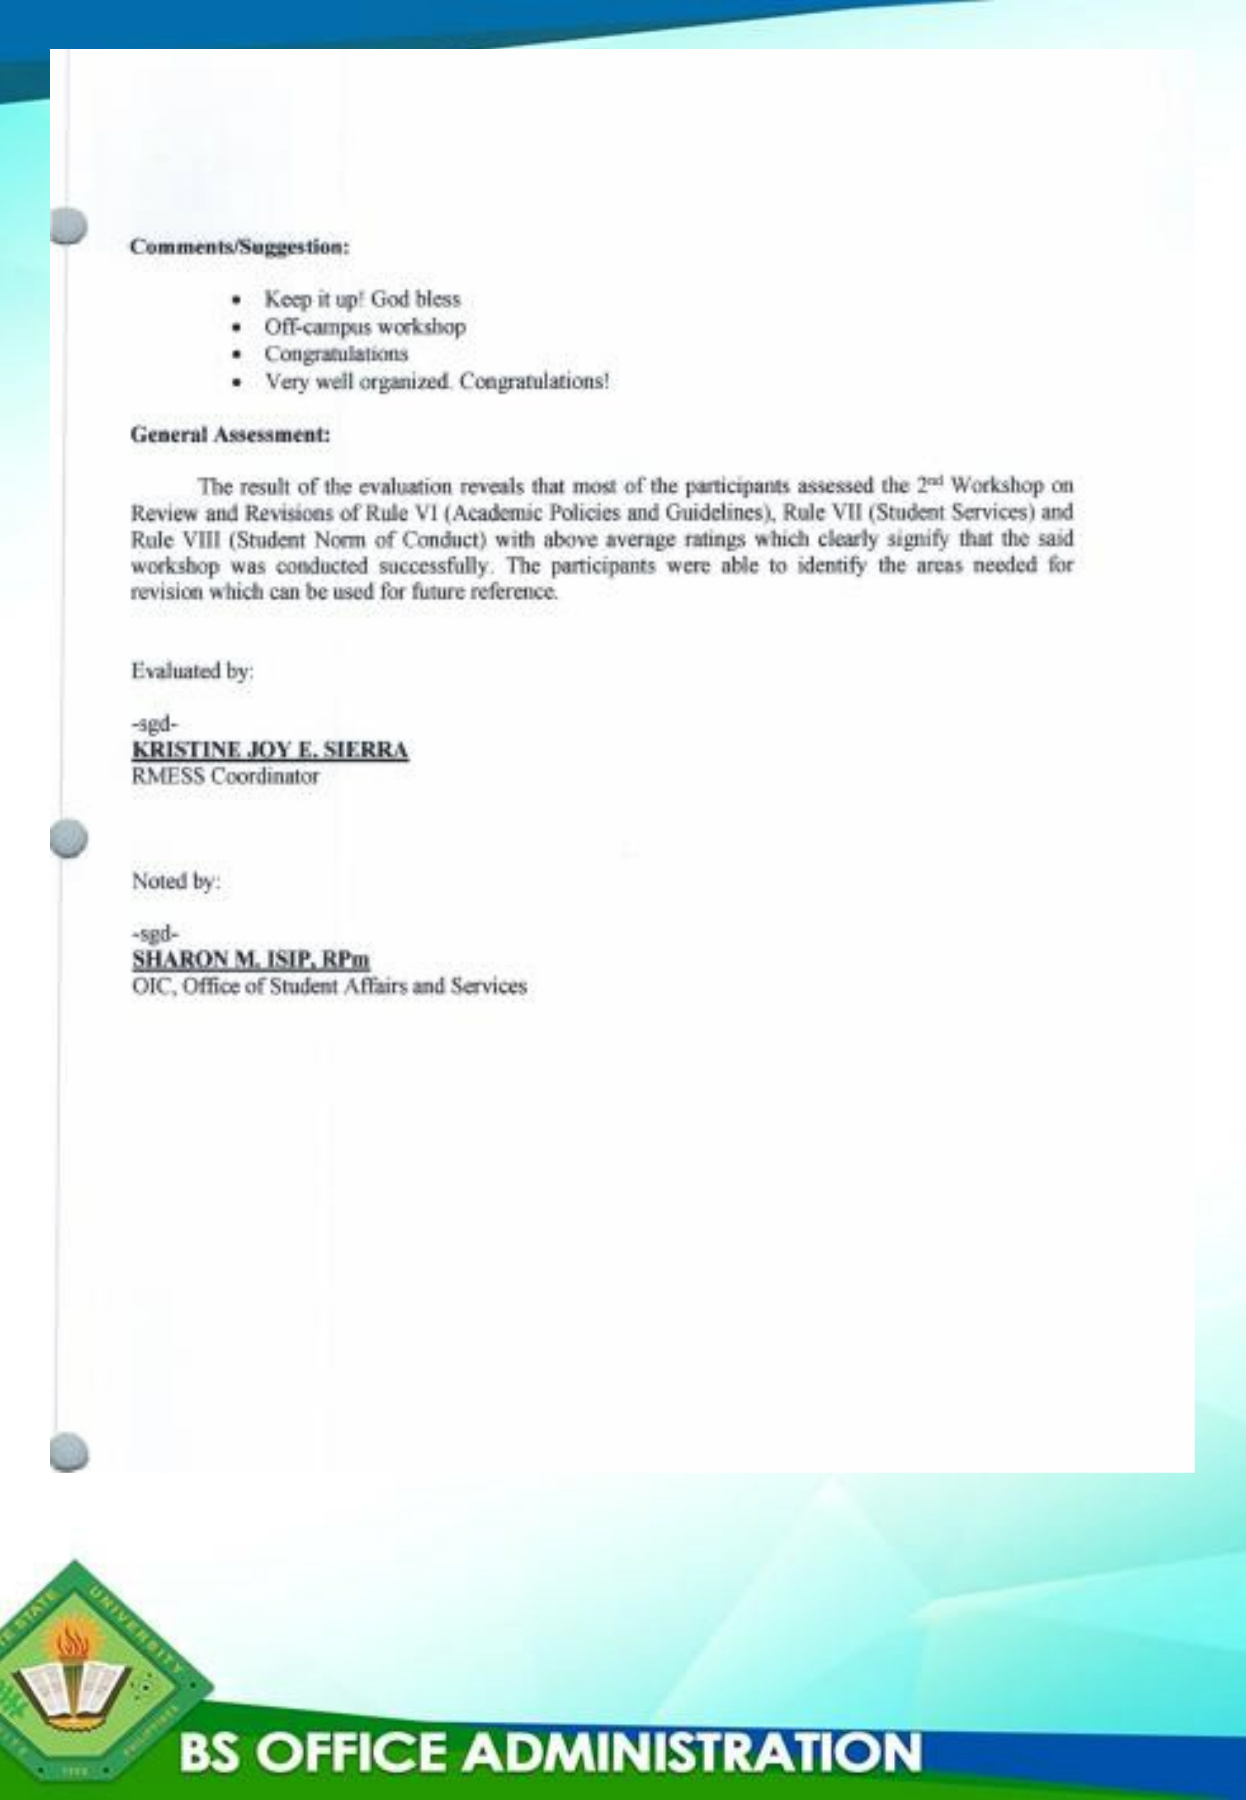 Comments/Suggestion:
• Keep it up! God bless
• Off-campus workshop
• Congratulations
• Very well organized. Congratulations!
General Assessment:
The result of the evaluation reveals that most of the participants assessed the 2nd Workshop on
Review and Revisions of Rule VI (Academic Policies and Guidelines), Rule VII (Student Services) and
Rule VIII (Student Norm of Conduct) with above average ratings which clearly signify that the said
workshop was conducted successfully. The participants were able to identify the areas needed for
revision which can be used for future reference.
Evaluated by:
-sgd-
KRISTINE JOY E. SIERRA
RMESS Coordinator
Noted by:
-sgd-
SHARON M. ISIP, RPm
OIC, Office of Student Affairs and Services
STATE UNIVERSITY
PHILIPPINES
BS OFFICE ADMINISTRATION